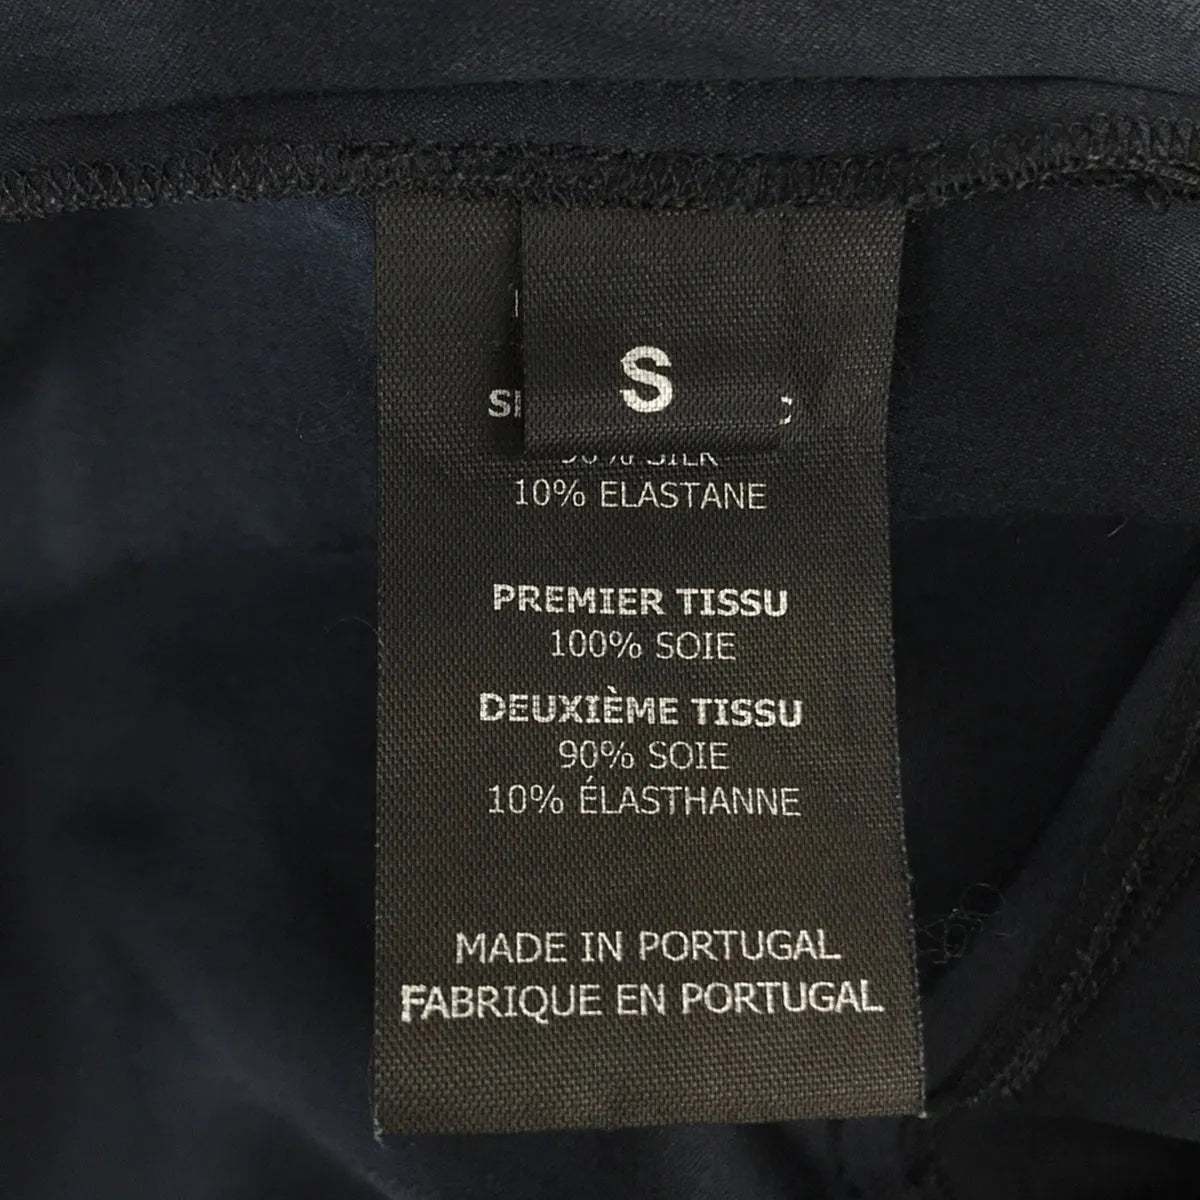 S
10% ELASTANE
PREMIER TISSU
100% SOIE
DEUXIÈME TISSU
90% SOIE
10% ÉLASTHANNE
MADE IN PORTUGAL
FABRIQUE EN PORTUGAL